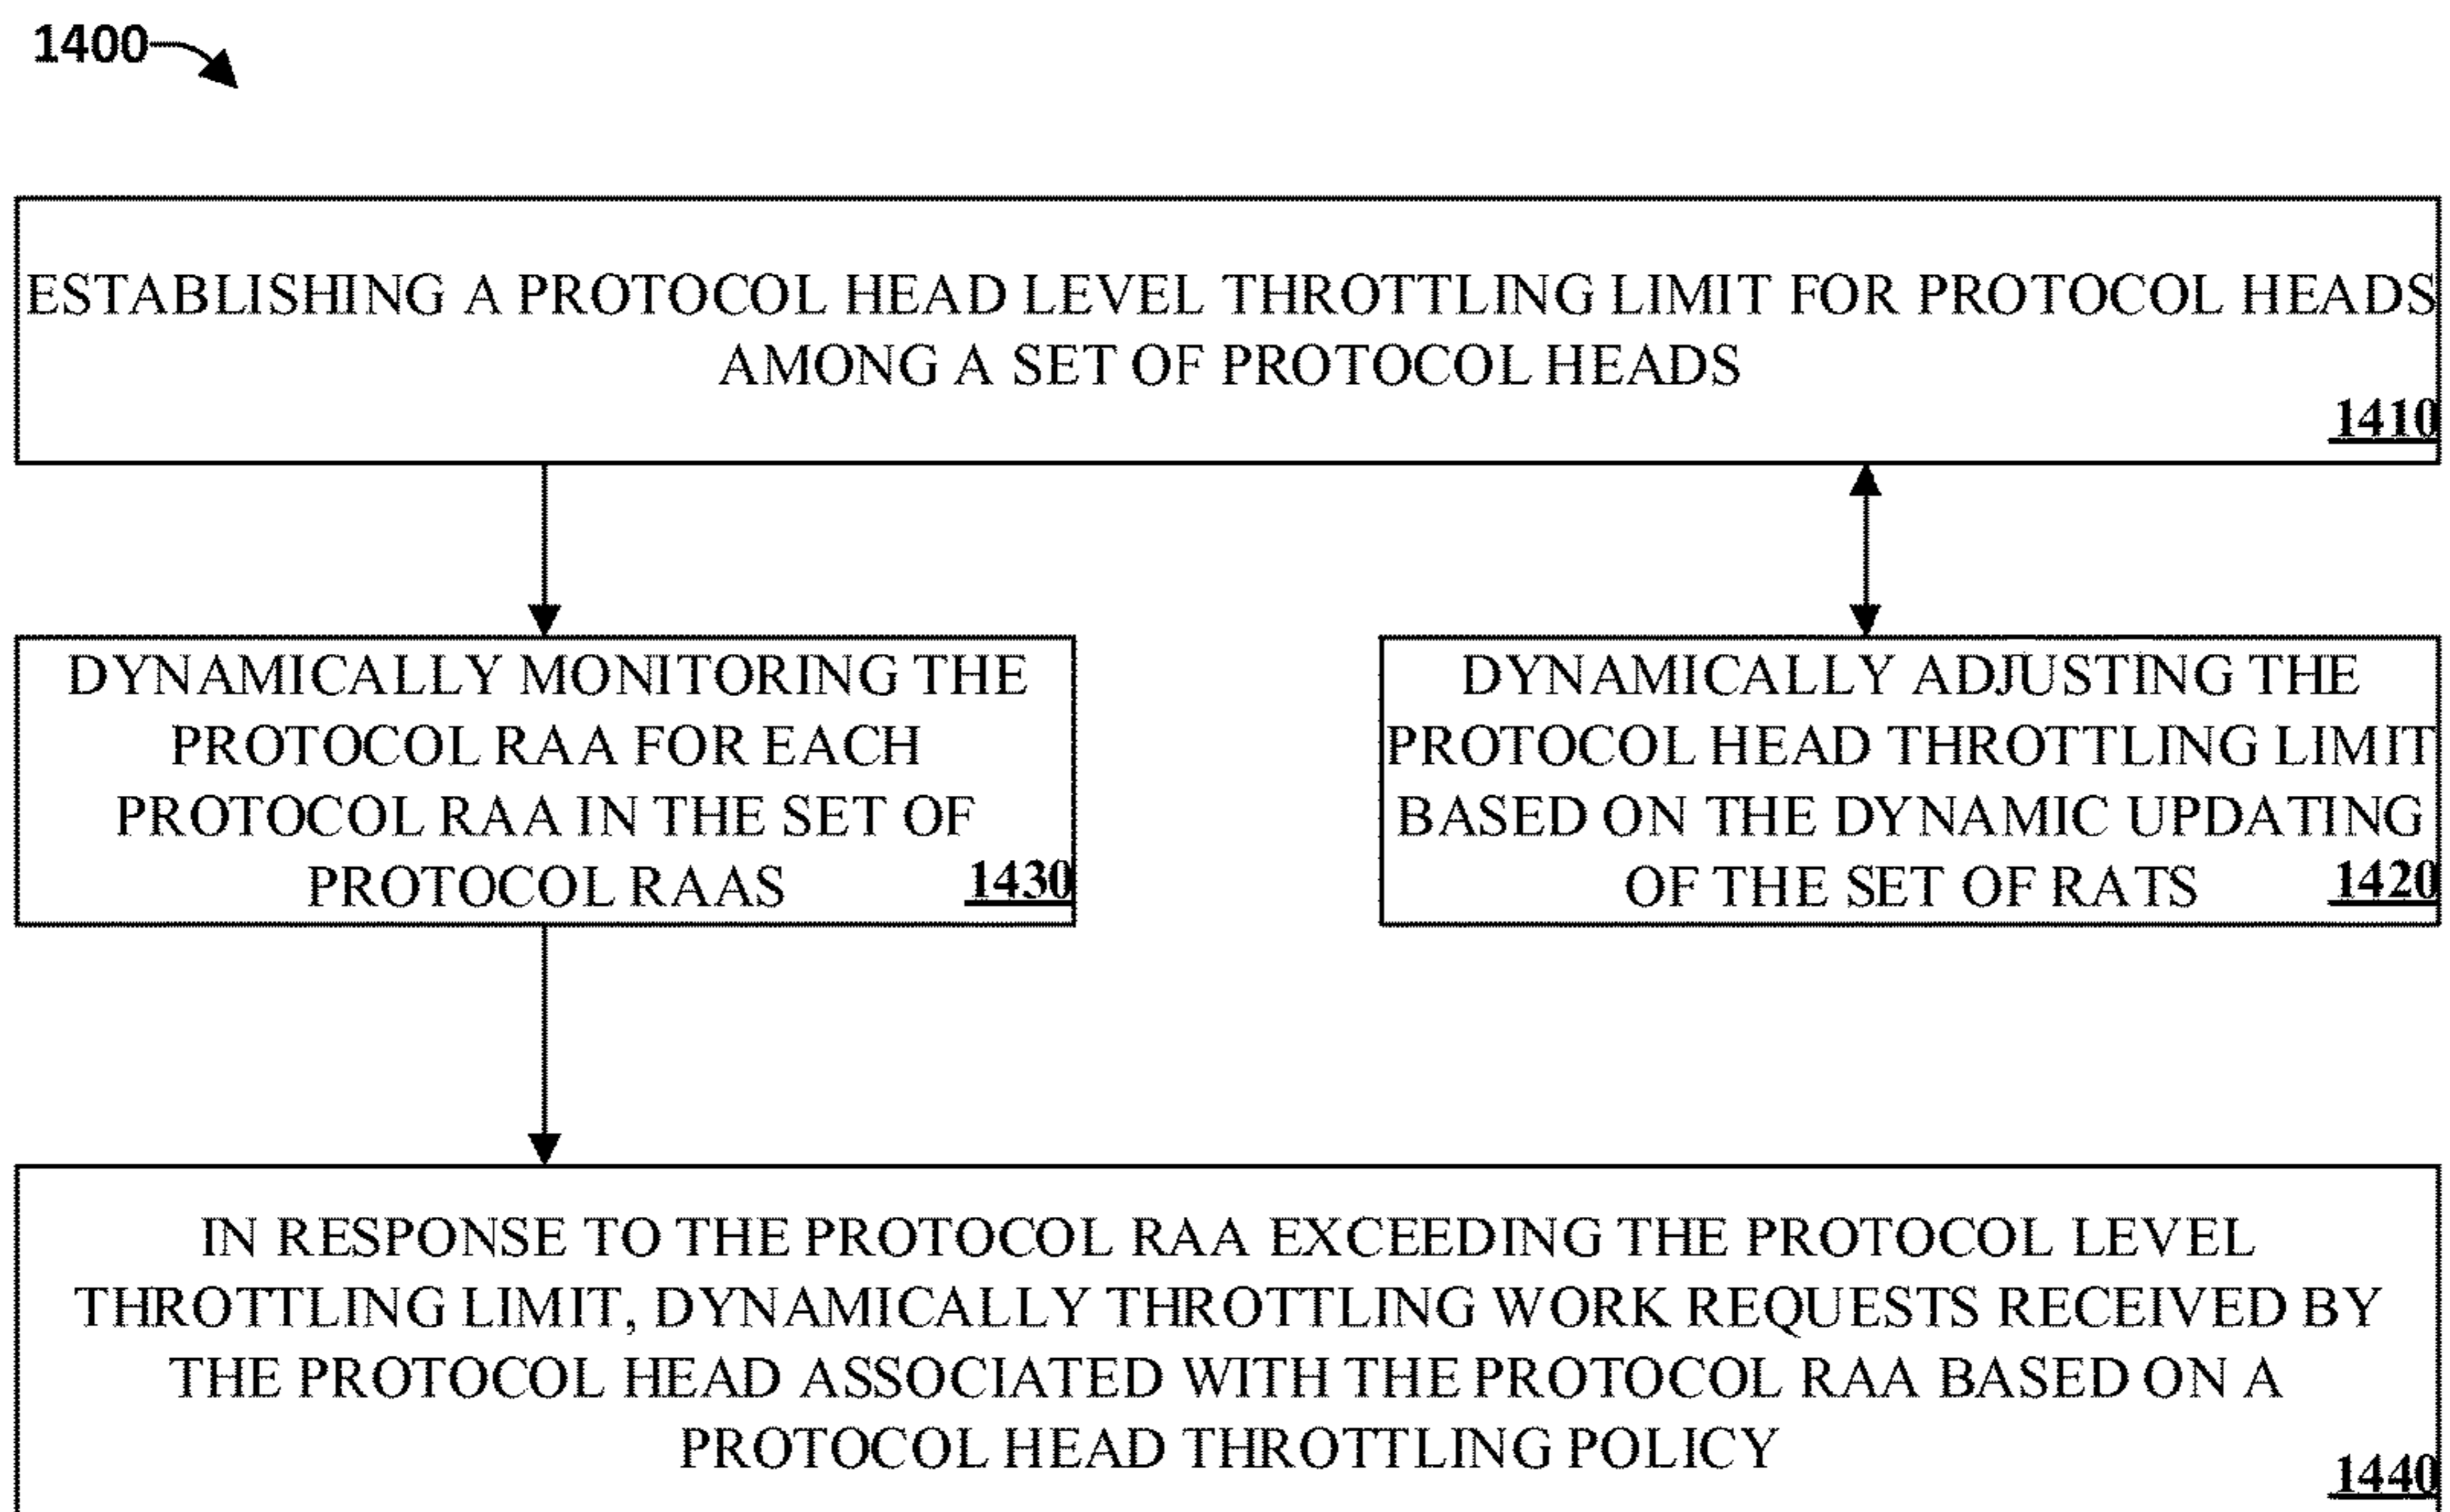 1400
ESTABLISHING A PROTOCOL HEAD LEVEL THROTTLING LIMIT FOR PROTOCOL HEADS
AMONG A SET OF PROTOCOL HEADS
1410
DYNAMICALLY MONITORING THE
PROTOCOL RAA FOR EACH
PROTOCOL RAA IN THE SET OF
PROTOCOL RAAS
1430
DYNAMICALLY ADJUSTING THE
PROTOCOL HEAD THROTTLING LIMIT
BASED ON THE DYNAMIC UPDATING
OF THE SET OF RATS
1420
IN RESPONSE TO THE PROTOCOL RAA EXCEEDING THE PROTOCOL LEVEL
THROTTLING LIMIT, DYNAMICALLY THROTTLING WORK REQUESTS RECEIVED BY
THE PROTOCOL HEAD ASSOCIATED WITH THE PROTOCOL RAA BASED ON A
PROTOCOL HEAD THROTTLING POLICY
1440